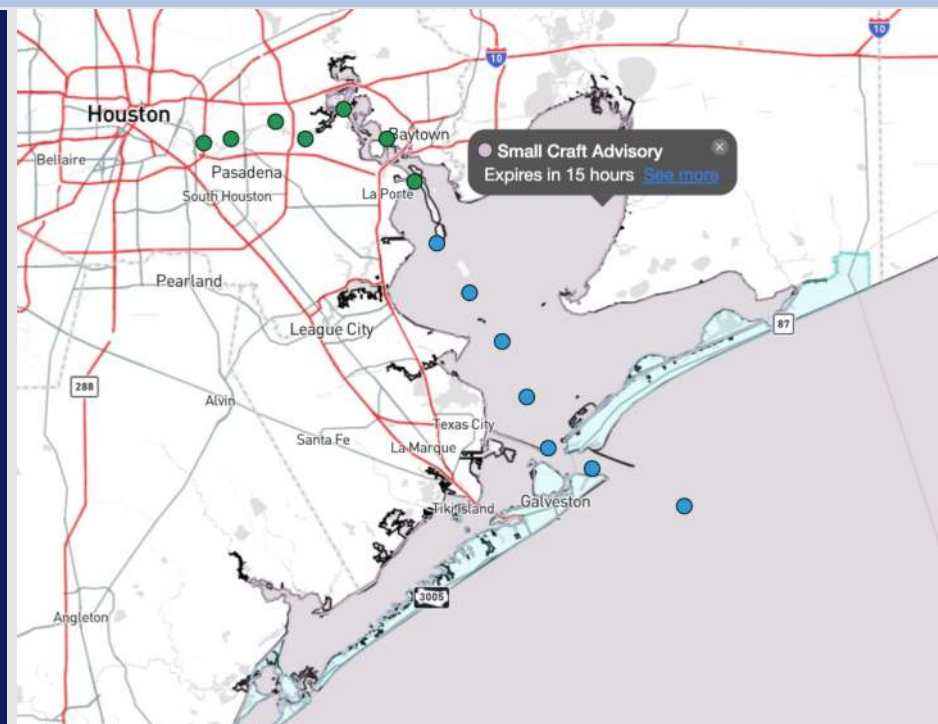 10
10
Houston
Baytown
Small Craft Advisory
Expires in 15 hours See more
Bellaire
Pasadena
La Porte
South Houston
Pearland
87
League City
288
Alvin
Texas City
Santa Fe
La Marque
Galveston
Tiki Island
3005
Angleton